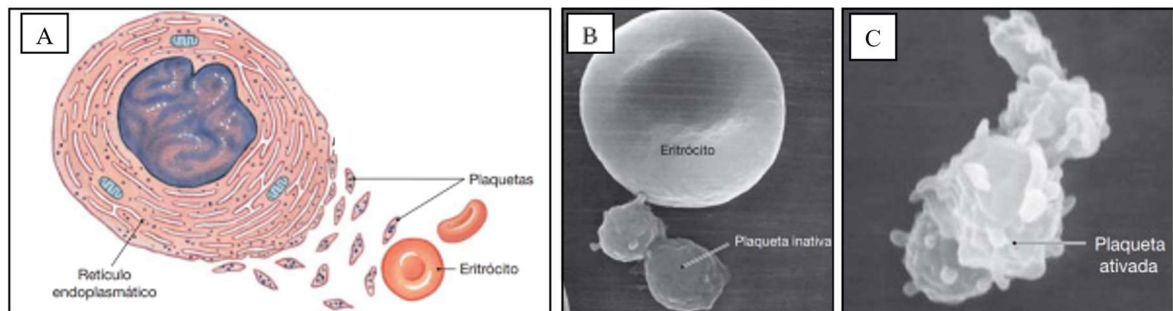 A
Plaquetas
Eritrócito
Retículo
endoplasmático
B
Eritrócito
Plaqueta inativa
C
Plaqueta
ativada